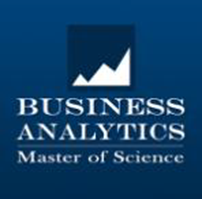 BUSINESS
ANALYTICS
Master of Science